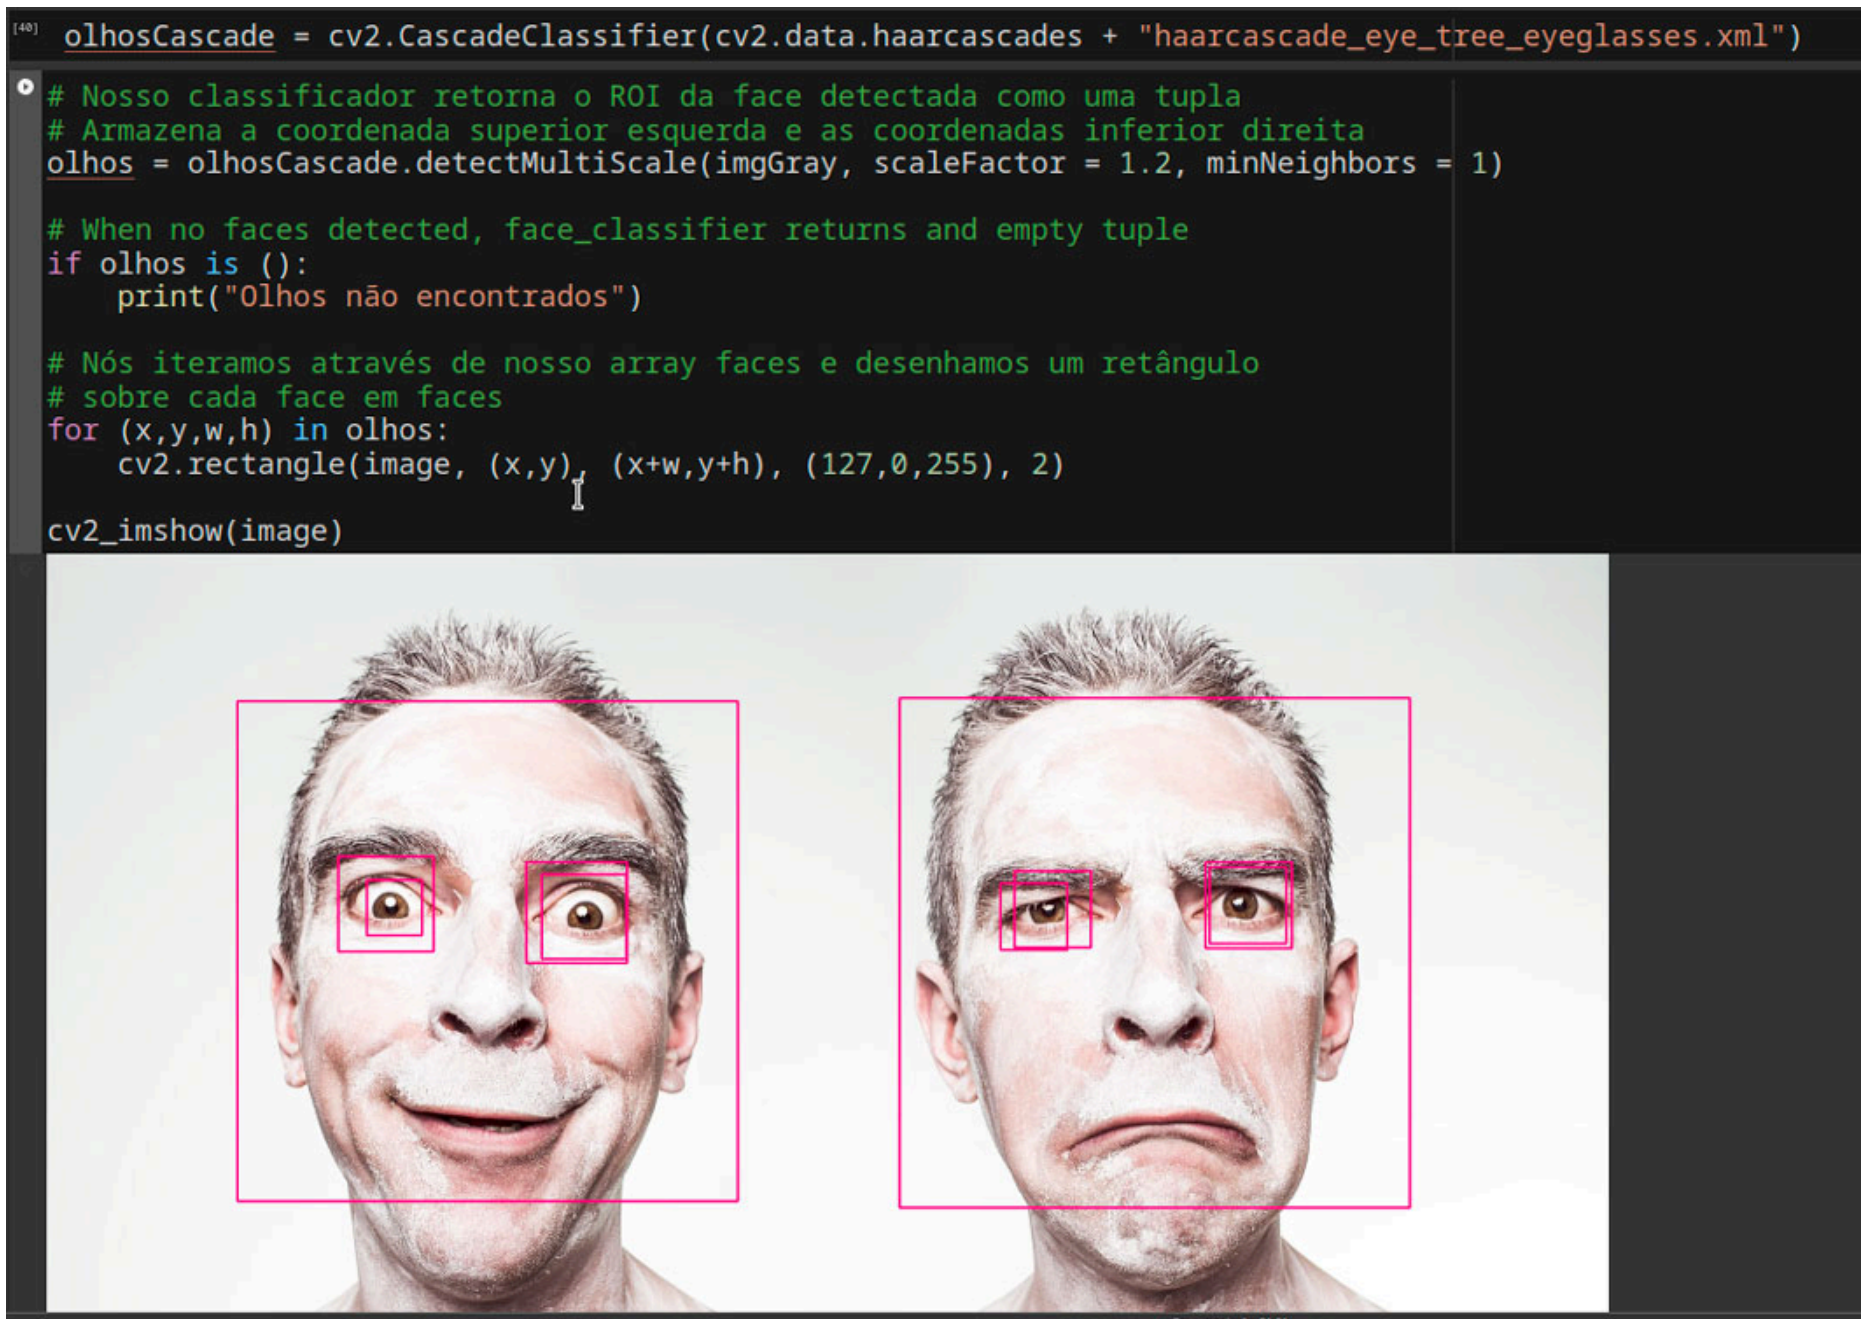 [40] olhosCascade = cv2.CascadeClassifier(cv2.data.haarcascades + "haarcascade_eye_tree_eyeglasses.xml")
# Nosso classificador retorna o ROI da face detectada como uma tupla
# Armazena a coordenada superior esquerda e as coordenadas inferior direita
olhos = olhosCascade.detectMultiScale(imgGray, scaleFactor = 1.2, minNeighbors = 1)
# When no faces detected, face_classifier returns and empty tuple
if olhos is ():
    print("Olhos não encontrados")
# Nós iteramos através de nosso array faces e desenhamos um retângulo
# sobre cada face em faces
for (x,y,w,h) in olhos:
    cv2.rectangle(image, (x,y), (x+w,y+h), (127,0,255), 2)
cv2_imshow(image)